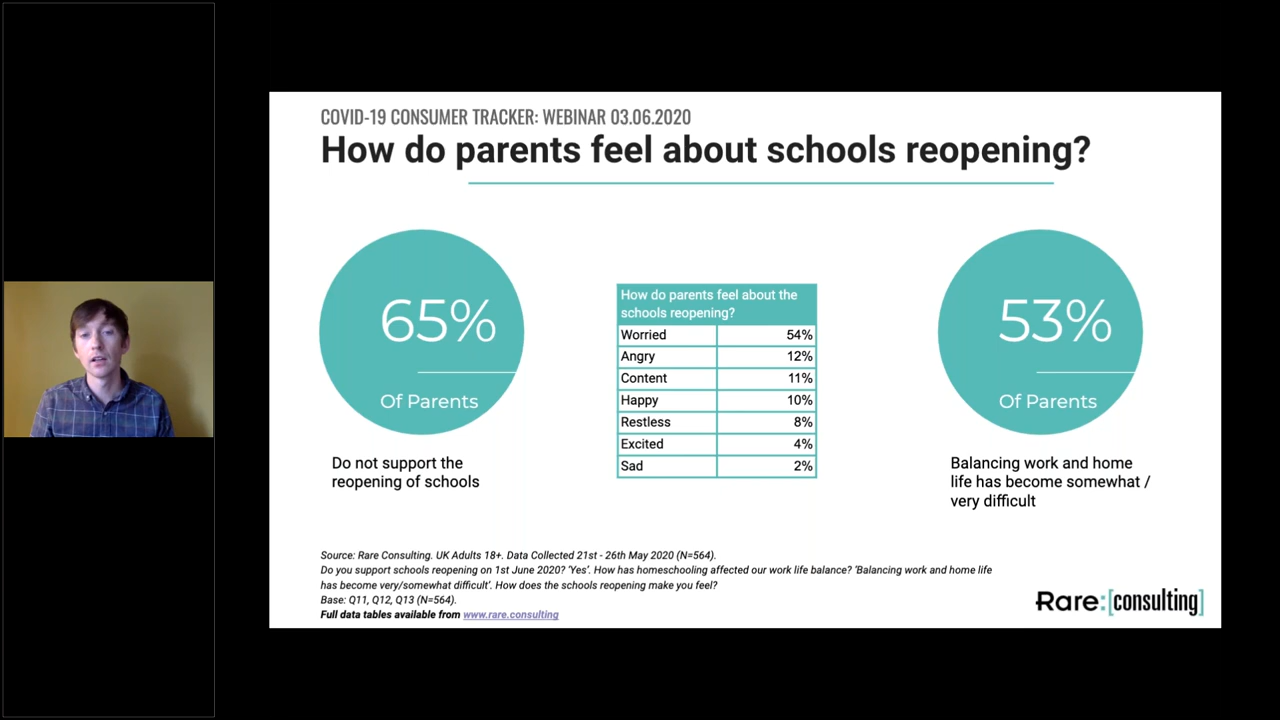 COVID-19 CONSUMER TRACKER: WEBINAR 03.06.2020
How do parents feel about schools reopening?
65%
Of Parents
Do not support the
reopening of schools
How do parents feel about the
schools reopening?
Worried 54%
Angry 12%
Content 11%
Happy 10%
Restless 8%
Excited 4%
Sad 2%
53%
Of Parents
Balancing work and home
life has become somewhat /
very difficult
Source: Rare Consulting. UK Adults 18+. Data Collected 21st - 26th May 2020 (N=564).
Do you support schools reopening on 1st June 2020? 'Yes'. How has homeschooling affected our work life balance? 'Balancing work and home life
has become very/somewhat difficult'. How does the schools reopening make you feel?
Base: Q11, Q12, Q13 (N=564).
Full data tables available from www.rare.consulting
Rare:[consulting]